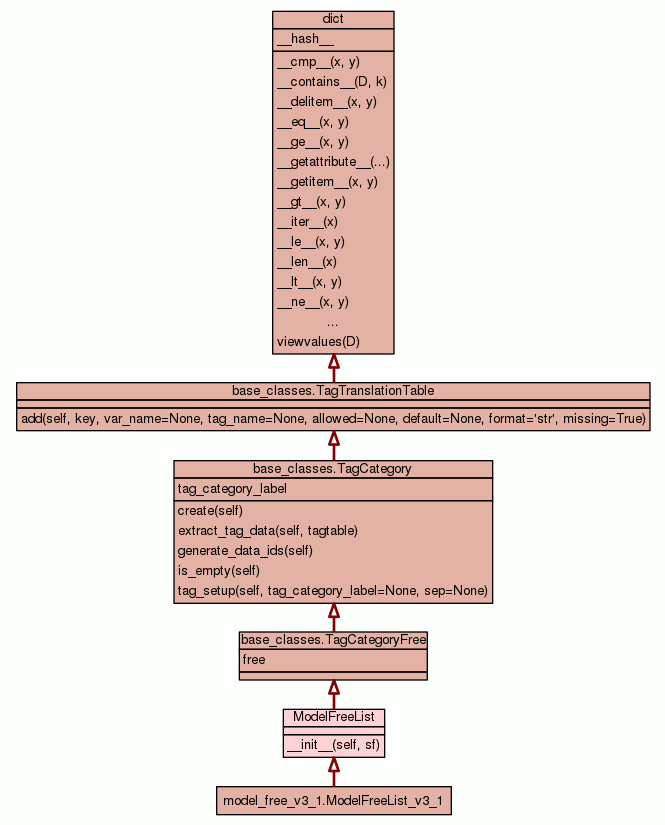 dict
__hash__
__cmp__(x, y)
__contains__(D, k)
__delitem__(x, y)
__eq__(x, y)
__ge__(x, y)
__getattribute__(...)
__getitem__(x, y)
__gt__(x, y)
__iter__(x)
__le__(x, y)
__len__(x)
__lt__(x, y)
__ne__(x, y)
...
viewvalues(D)
base_classes.TagTranslationTable
add(self, key, var_name=None, tag_name=None, allowed=None, default=None, format='str', missing=True)
base_classes.TagCategory
tag_category_label
create(self)
extract_tag_data(self, tagtable)
generate_data_ids(self)
is_empty(self)
tag_setup(self, tag_category_label=None, sep=None)
base_classes.TagCategoryFree
free
ModelFreeList
__init__(self, sf)
model_free_v3_1.ModelFreeList_v3_1